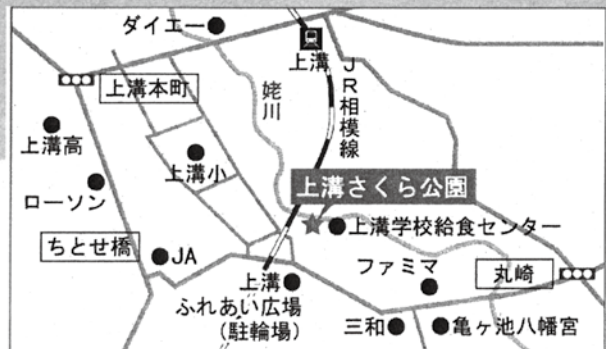 ダイエー
上溝
JR相模線
上溝本町
姥川
上溝高
上溝小
上溝さくら公園
ローソン
上溝学校給食センター
ちとせ橋
JA
ファミマ
丸崎
上溝
ふれあい広場
(駐輪場)
三和
亀ヶ池八幡宮